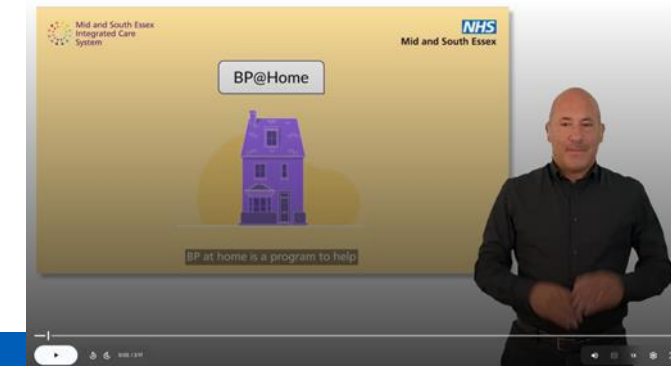 Mid and South Essex
Integrated Care
System
NHS
Mid and South Essex
BP@Home
BP at home is a program to help